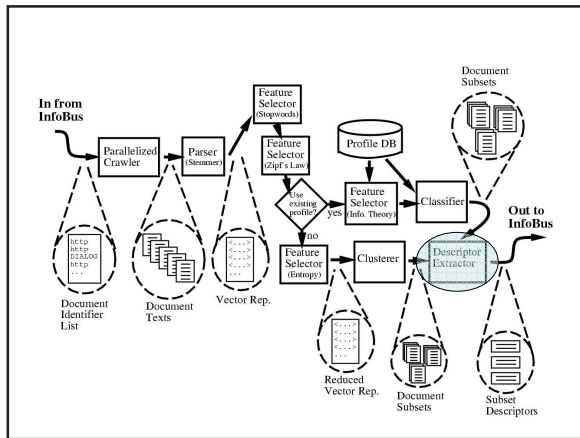 Document
Subsets
In from
InfoBus
Feature
Selector
(Stopwords)
Parallelized
Crawler
Parser
(Stemmer)
Feature
Selector
(Zipf's Law)
Profile DB
Use
existing
profile?
yes
no
Feature
Selector
(Info. Theory)
Classifier
Out to
InfoBus
Feature
Selector
(Entropy)
Clusterer
Descriptor
Extractor
http
http
DIALOG
http
...
Document
Identifier
List
Document
Texts
<...>
<...>
<...>
<...>
...
Vector Rep.
<...>
<...>
<...>
<...>
...
Reduced
Vector Rep.
Document
Subsets
Subset
Descriptors